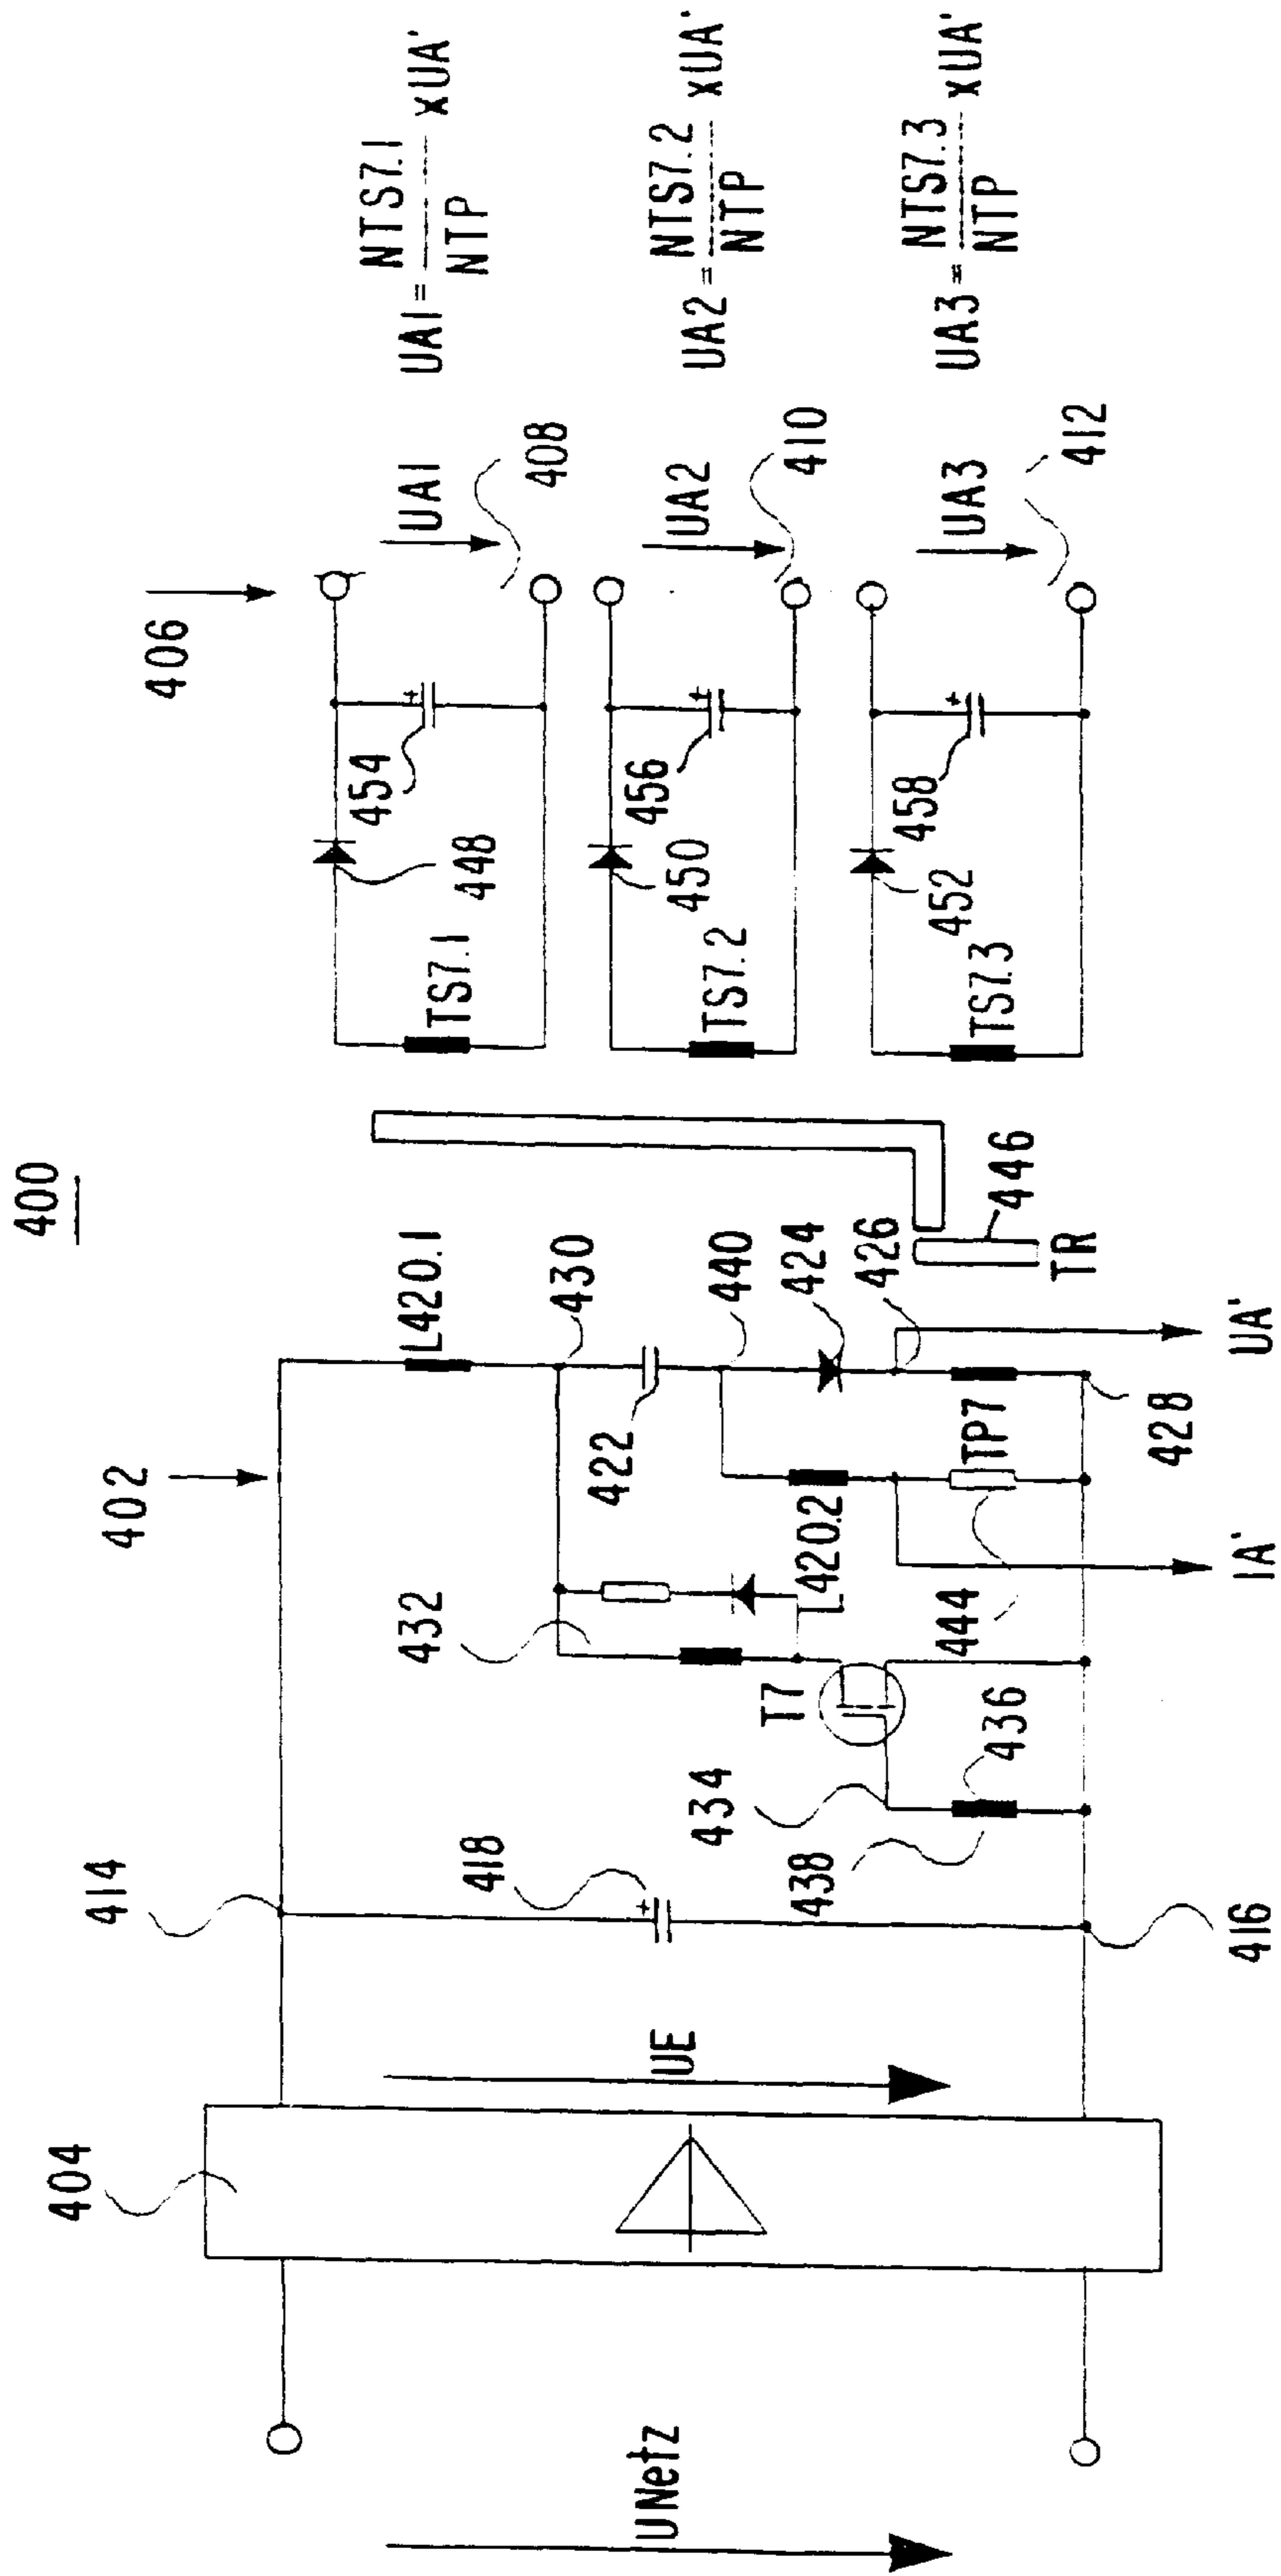 400
402
404
406
414
UNetz
UE
418
416
434
438
436
T7
432
L420.2
444
IA'
L420.1
430
422
440
424
426
TP7
428
UA'
446
TR
TS7.1
448
454
UA1
408
TS7.2
450
456
UA2
410
TS7.3
452
458
UA3
412
UA1 = NTS7.1 / NTP xUA'
UA2 = NTS7.2 / NTP xUA'
UA3 = NTS7.3 / NTP xUA'